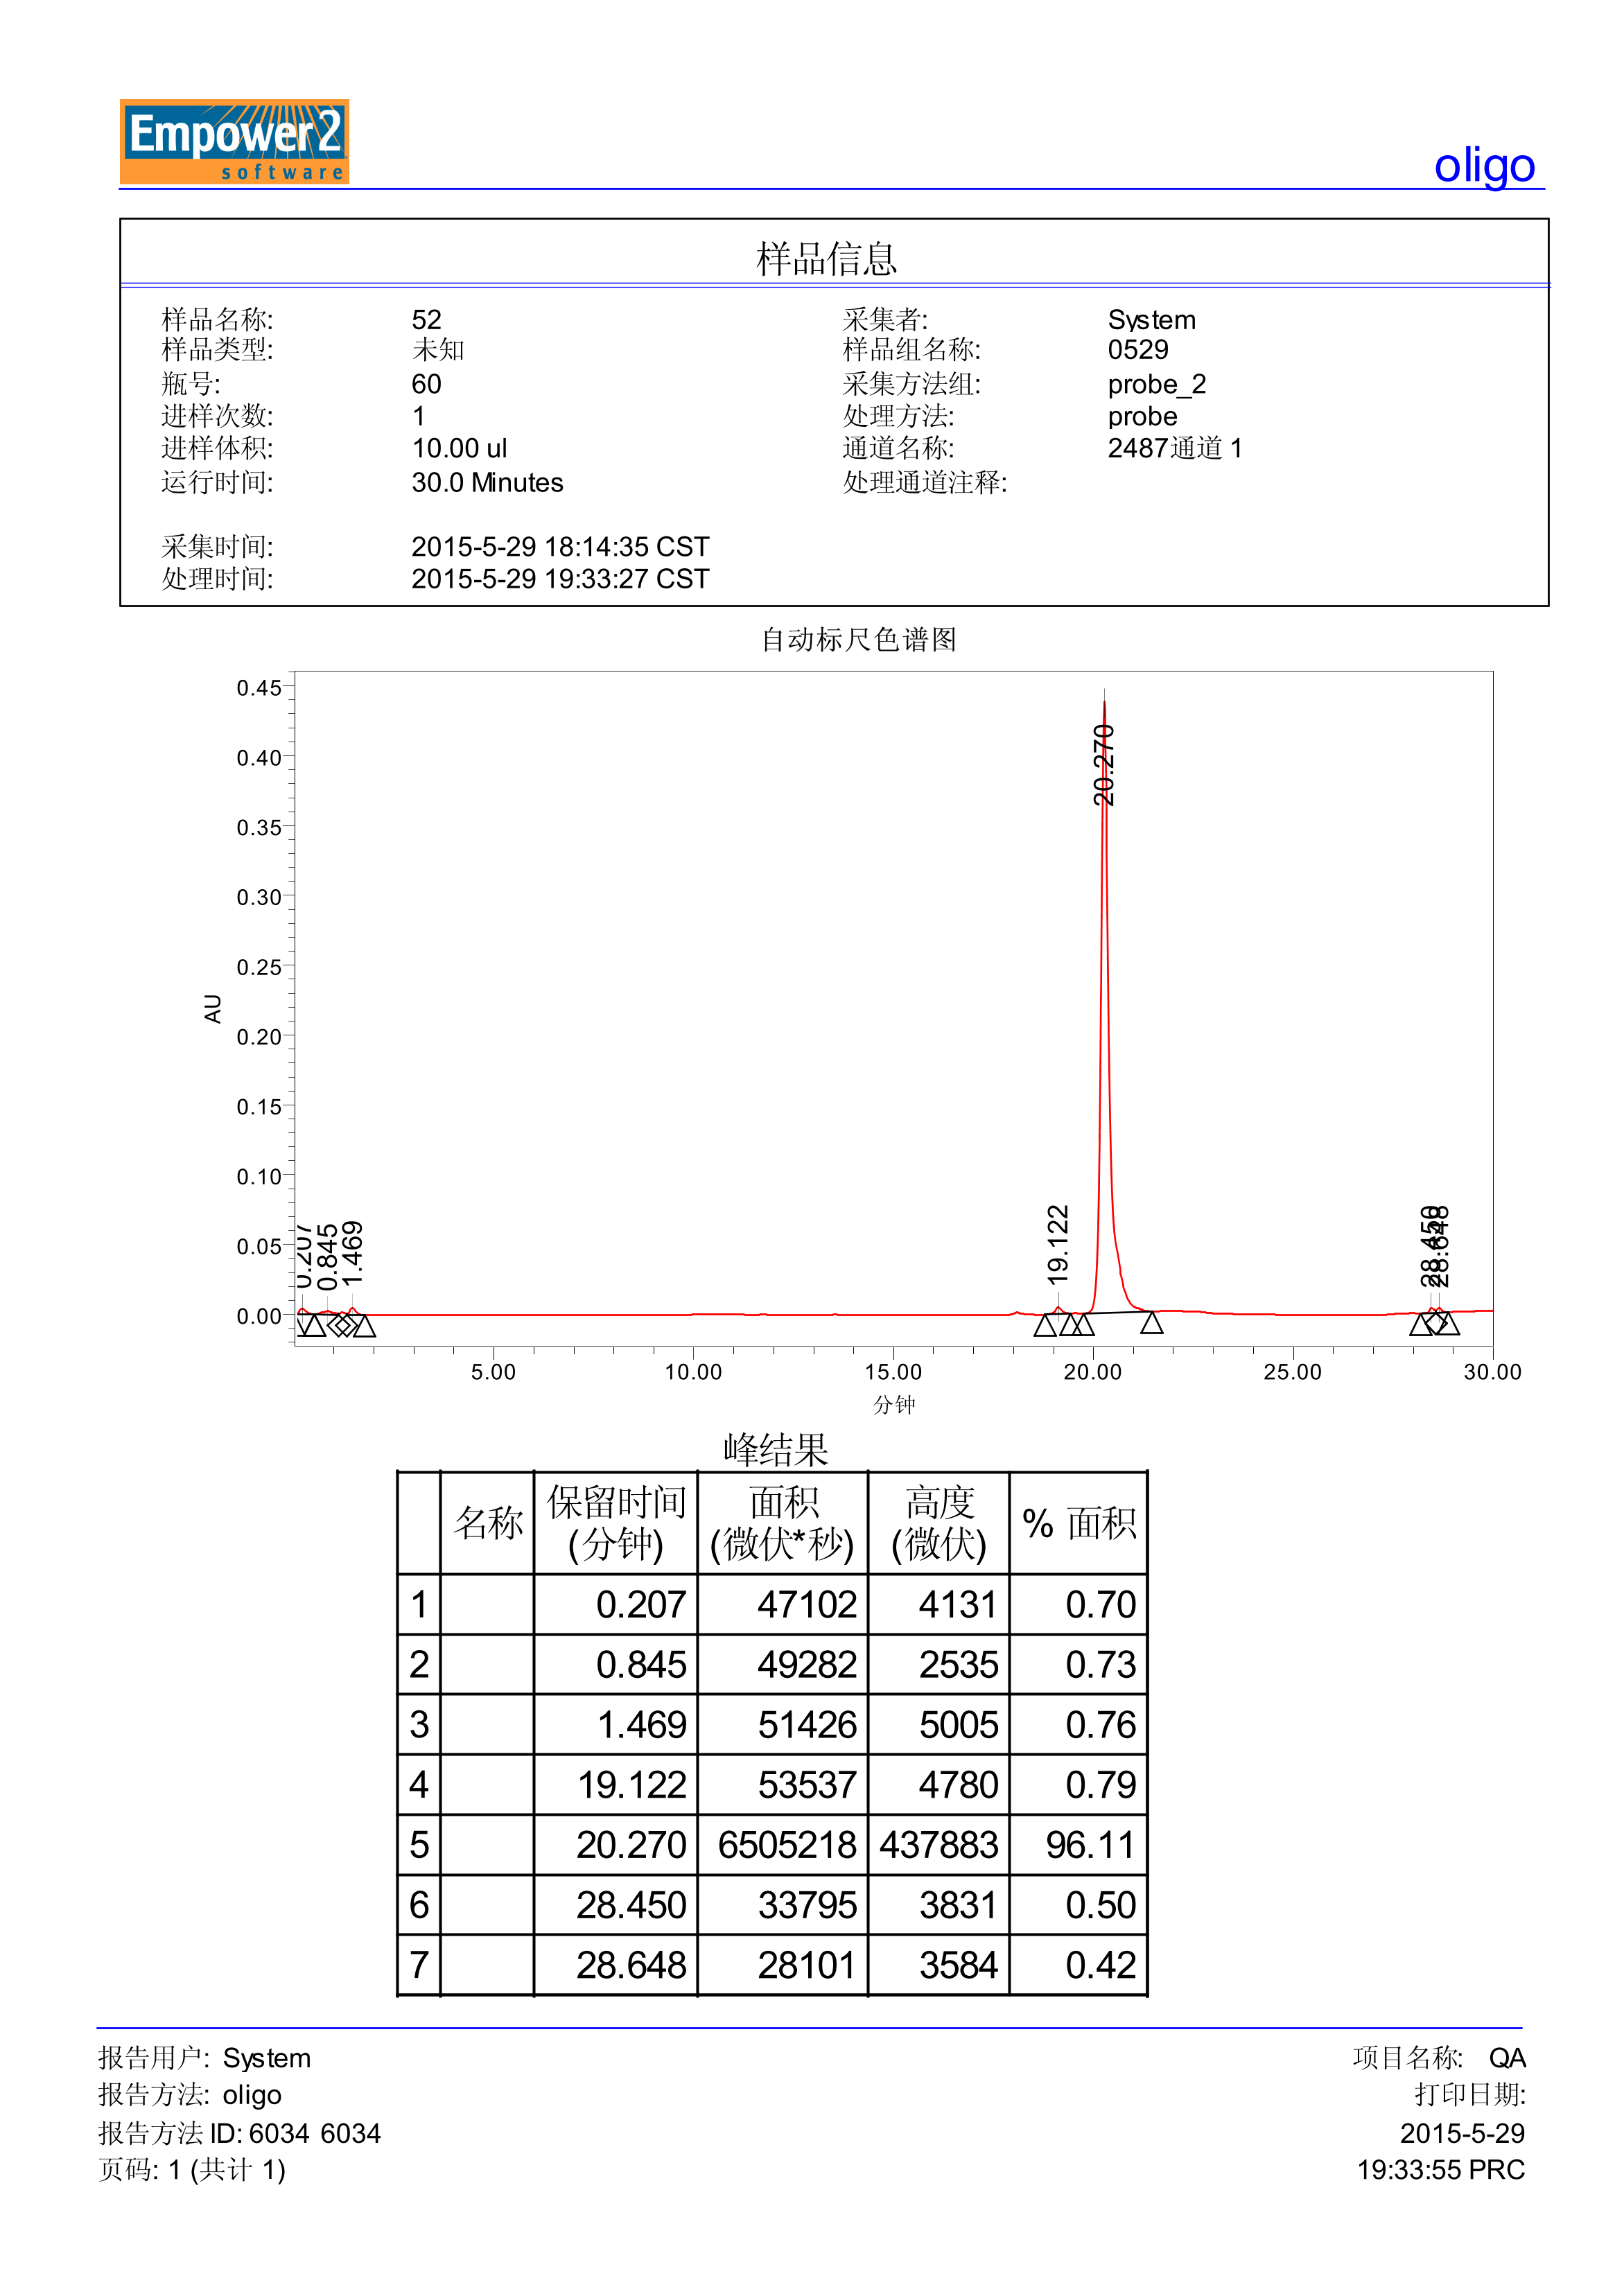 Empower2
software
oligo
样品信息
样品名称: 52 采集者: System
样品类型: 未知 样品组名称: 0529
瓶号: 60 采集方法组: probe_2
进样次数: 1 处理方法: probe
进样体积: 10.00 ul 通道名称: 2487通道 1
运行时间: 30.0 Minutes 处理通道注释:
采集时间: 2015-5-29 18:14:35 CST
处理时间: 2015-5-29 19:33:27 CST
自动标尺色谱图
AU
0.45
0.40
0.35
0.30
0.25
0.20
0.15
0.10
0.05
0.00
0.207
0.845
1.469
19.122
20.270
28.450
28.648
5.00 10.00 15.00 20.00 25.00 30.00
分钟
峰结果
名称 保留时间 (分钟) 面积 (微伏*秒) 高度 (微伏) % 面积
1 0.207 47102 4131 0.70
2 0.845 49282 2535 0.73
3 1.469 51426 5005 0.76
4 19.122 53537 4780 0.79
5 20.270 6505218 437883 96.11
6 28.450 33795 3831 0.50
7 28.648 28101 3584 0.42
报告用户: System
报告方法: oligo
报告方法 ID: 6034 6034
页码: 1 (共计 1)
项目名称: QA
打印日期:
2015-5-29
19:33:55 PRC